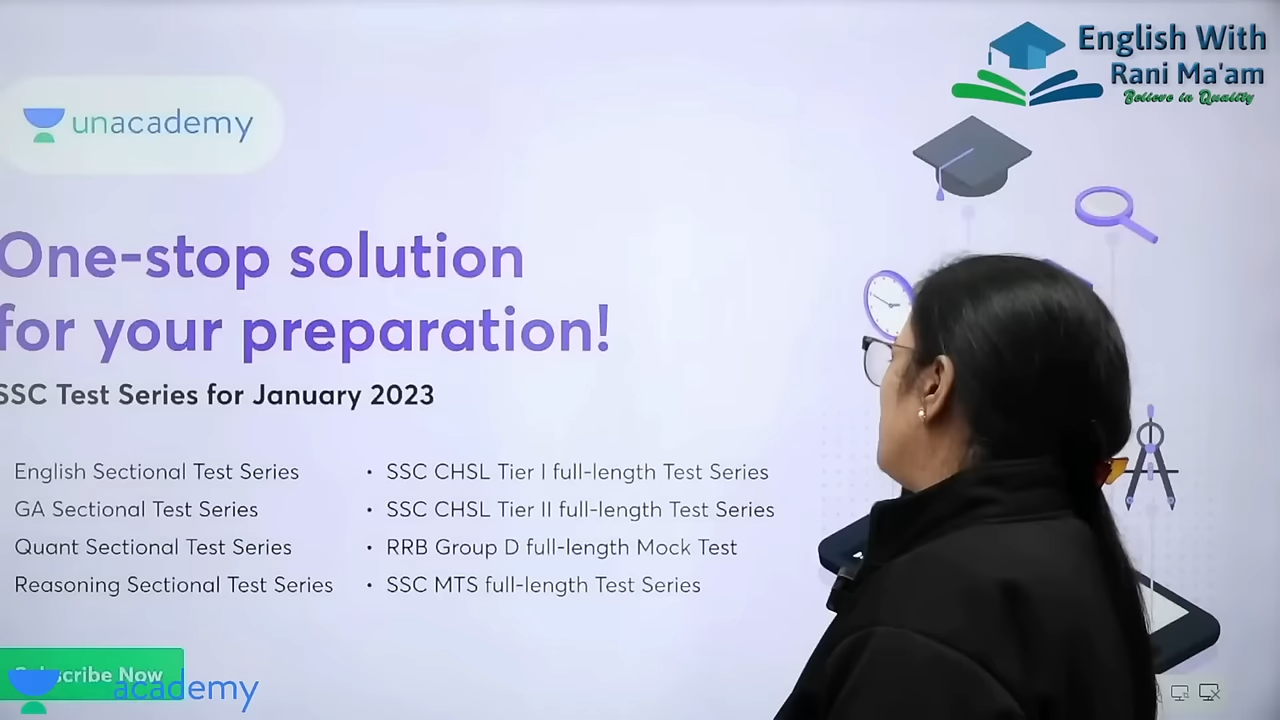 English With
Rani Ma'am
Believe in Quality
unacademy
One-stop solution
for your preparation!
SSC Test Series for January 2023
English Sectional Test Series
GA Sectional Test Series
Quant Sectional Test Series
Reasoning Sectional Test Series
• SSC CHSL Tier I full-length Test Series
• SSC CHSL Tier II full-length Test Series
• RRB Group D full-length Mock Test
• SSC MTS full-length Test Series
Subscribe Now
academy